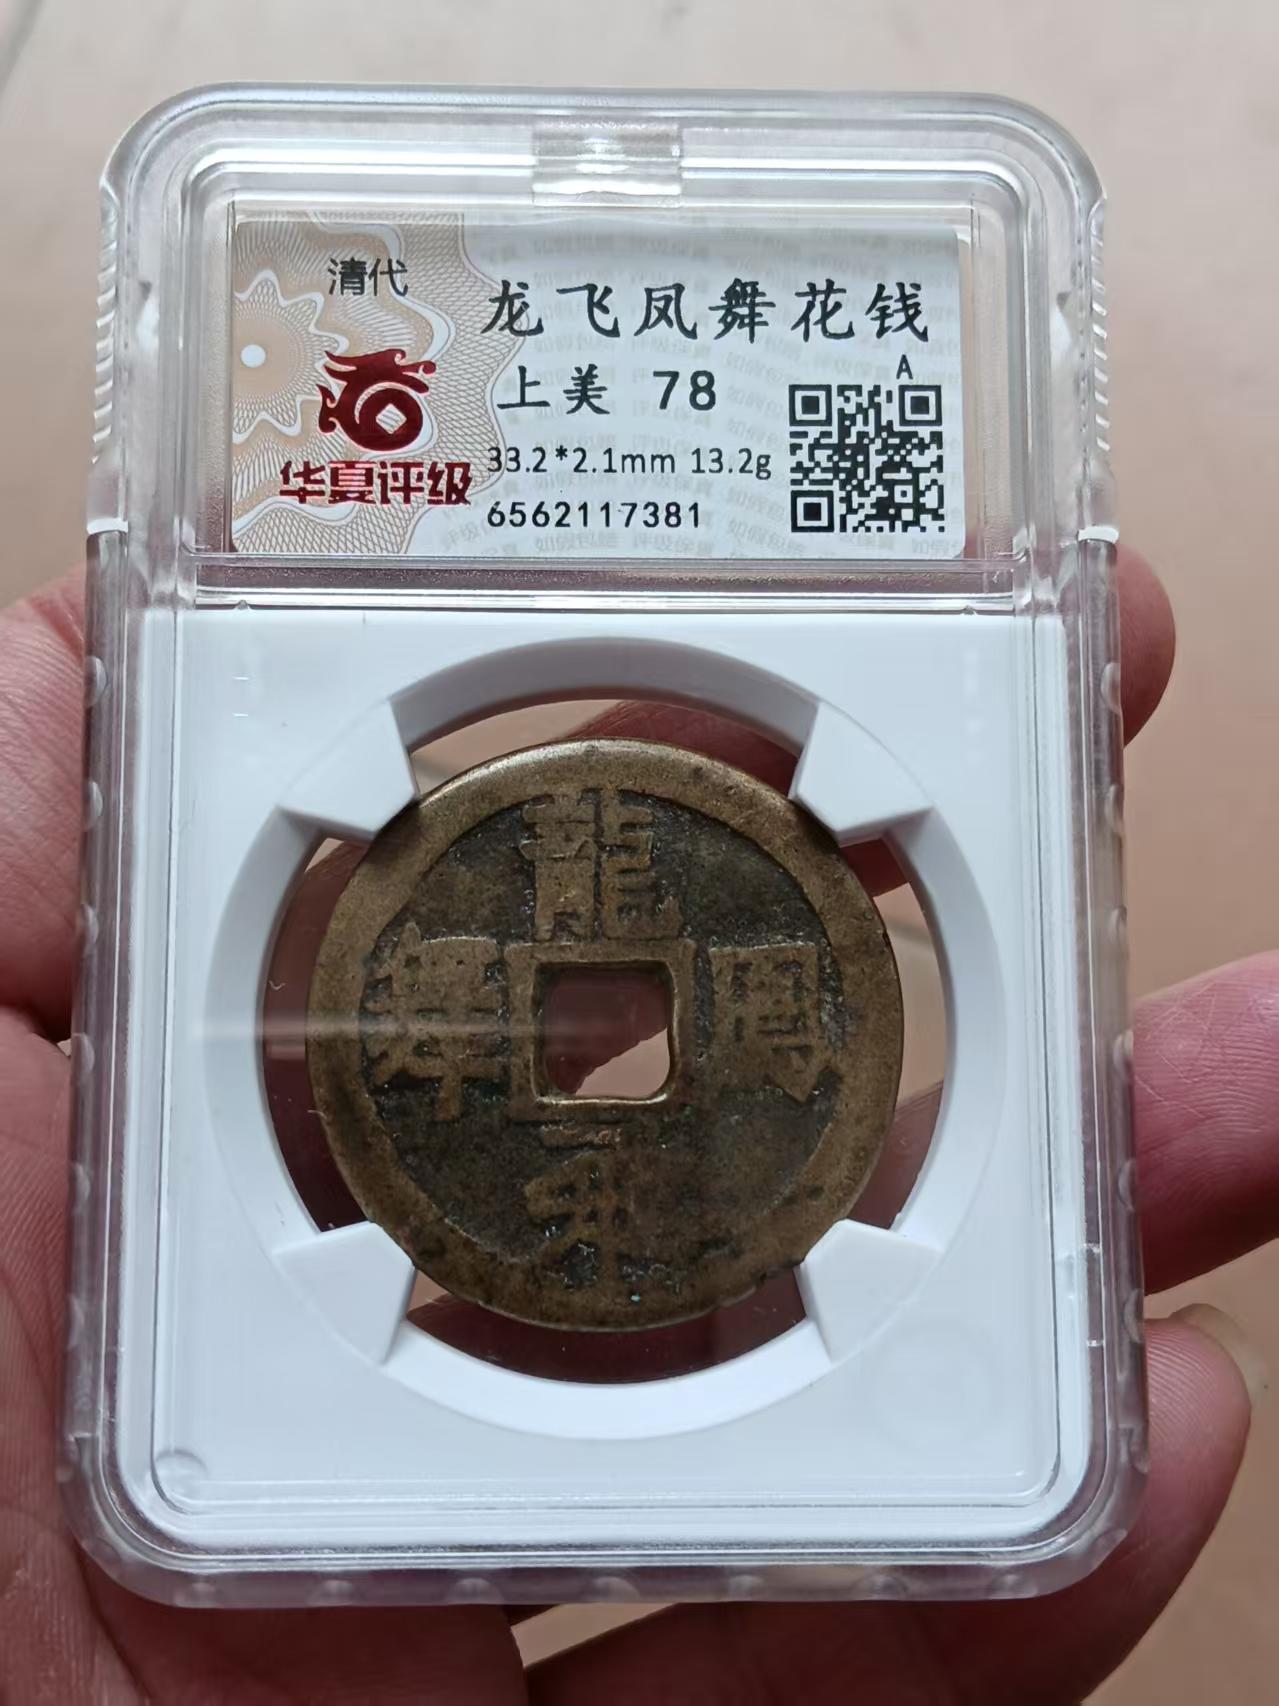 清代
龙飞凤舞花钱
上美 78
A
华夏评级
33.2*2.1mm 13.2g
6562117381
龍
舞
鳳
飛